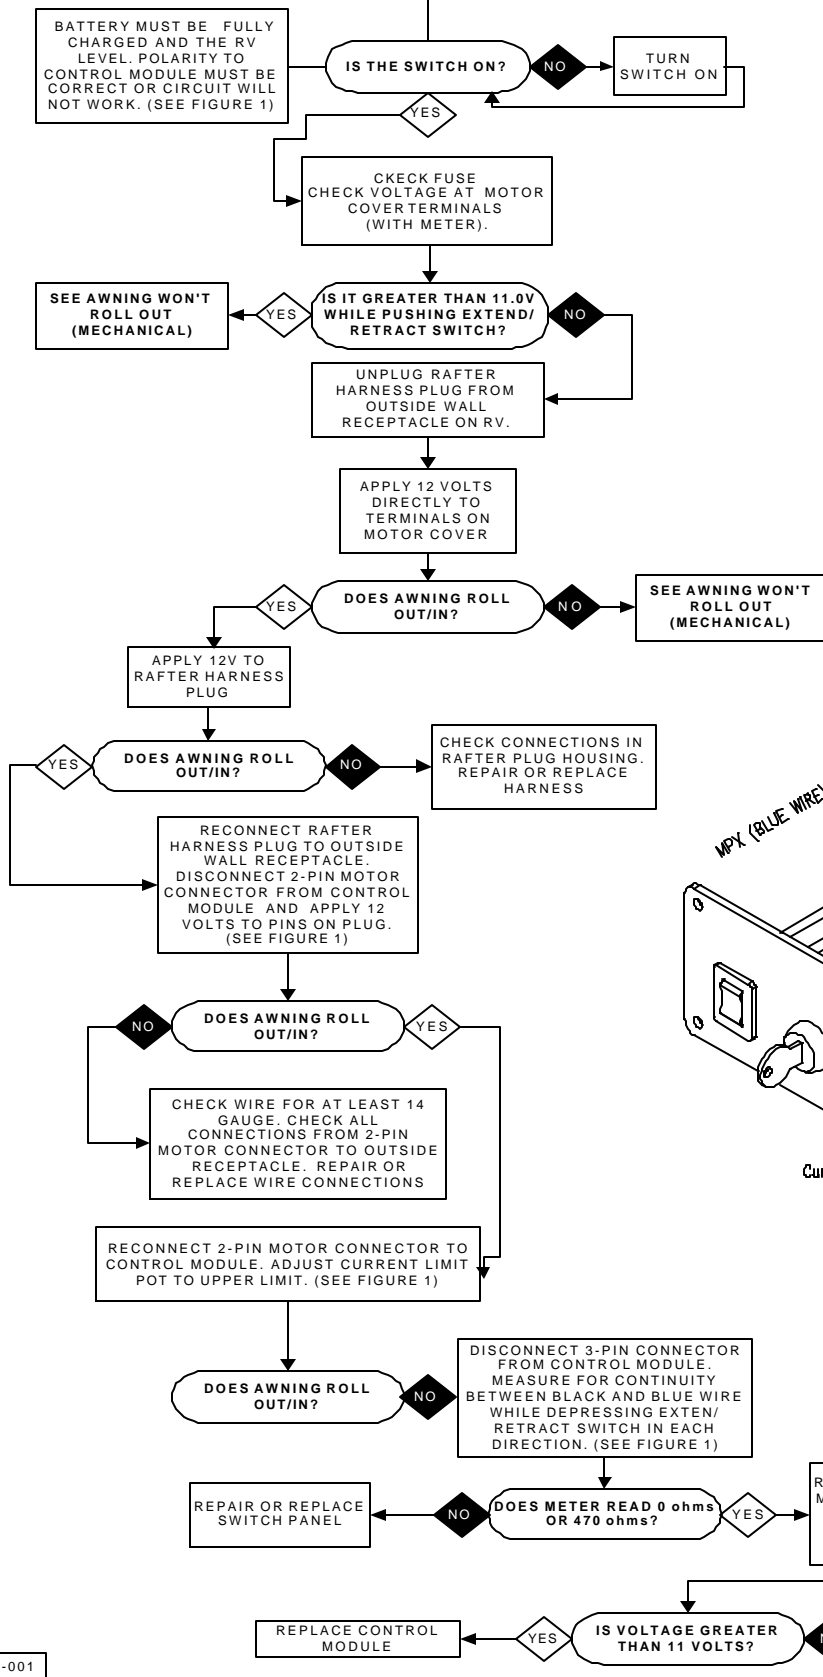 BATTERY MUST BE FULLY
CHARGED AND THE RV
LEVEL. POLARITY TO
CONTROL MODULE MUST BE
CORRECT OR CIRCUIT WILL
NOT WORK. (SEE FIGURE 1)
IS THE SWITCH ON?
NO
TURN
SWITCH ON
YES
CKECK FUSE
CHECK VOLTAGE AT MOTOR
COVER TERMINALS
(WITH METER).
SEE AWNING WON'T
ROLL OUT
(MECHANICAL)
YES
IS IT GREATER THAN 11.0V
WHILE PUSHING EXTEND/
RETRACT SWITCH?
NO
UNPLUG RAFTER
HARNESS PLUG FROM
OUTSIDE WALL
RECEPTACLE ON RV.
APPLY 12 VOLTS
DIRECTLY TO
TERMINALS ON
MOTOR COVER
YES
DOES AWNING ROLL
OUT/IN?
NO
SEE AWNING WON'T
ROLL OUT
(MECHANICAL)
APPLY 12V TO
RAFTER HARNESS
PLUG
YES
DOES AWNING ROLL
OUT/IN?
NO
CHECK CONNECTIONS IN
RAFTER PLUG HOUSING.
REPAIR OR REPLACE
HARNESS
MPX (BLUE WIRE)
RECONNECT RAFTER
HARNESS PLUG TO OUTSIDE
WALL RECEPTACLE.
DISCONNECT 2-PIN MOTOR
CONNECTOR FROM CONTROL
MODULE AND APPLY 12
VOLTS TO PINS ON PLUG.
(SEE FIGURE 1)
NO
DOES AWNING ROLL
OUT/IN?
YES
CHECK WIRE FOR AT LEAST 14
GAUGE. CHECK ALL
CONNECTIONS FROM 2-PIN
MOTOR CONNECTOR TO OUTSIDE
RECEPTACLE. REPAIR OR
REPLACE WIRE CONNECTIONS
RECONNECT 2-PIN MOTOR CONNECTOR TO
CONTROL MODULE. ADJUST CURRENT LIMIT
POT TO UPPER LIMIT. (SEE FIGURE 1)
DOES AWNING ROLL
OUT/IN?
NO
DISCONNECT 3-PIN CONNECTOR
FROM CONTROL MODULE.
MEASURE FOR CONTINUITY
BETWEEN BLACK AND BLUE WIRE
WHILE DEPRESSING EXTEN/
RETRACT SWITCH IN EACH
DIRECTION. (SEE FIGURE 1)
REPAIR OR REPLACE
SWITCH PANEL
NO
DOES METER READ 0 ohms
OR 470 ohms?
YES
REPLACE CONTROL
MODULE
YES
IS VOLTAGE GREATER
THAN 11 VOLTS?
-001